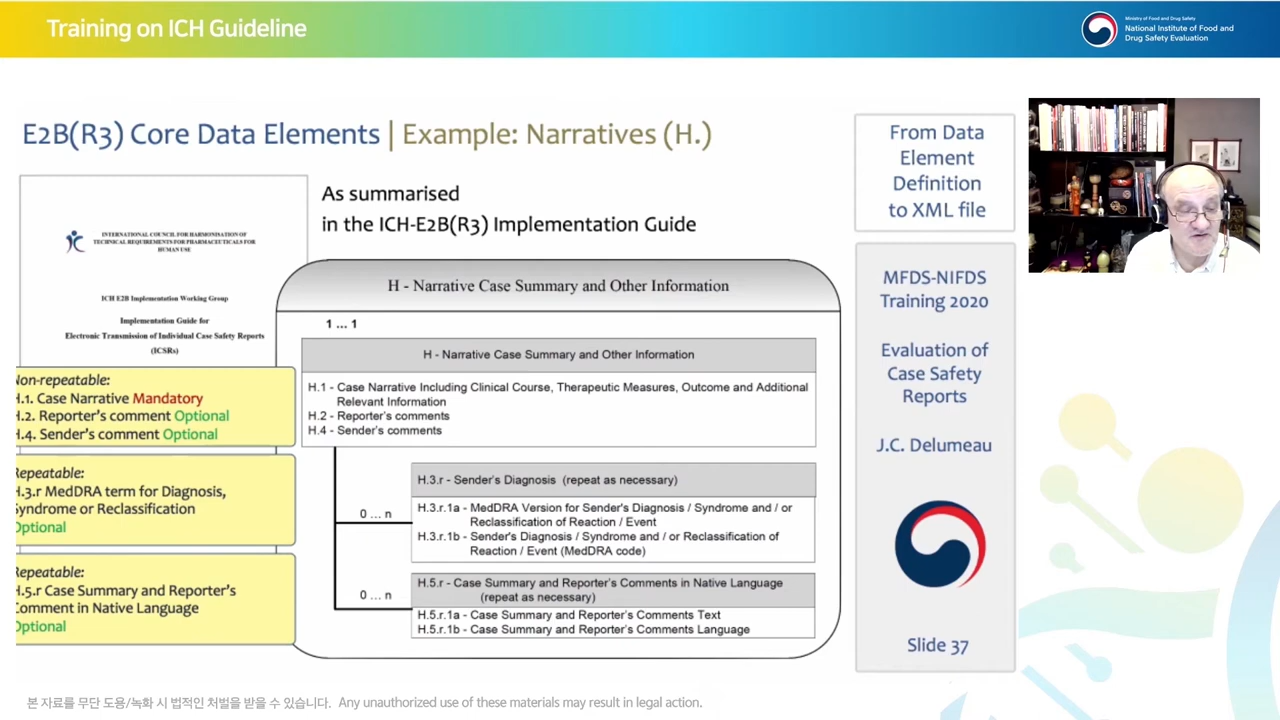 Training on ICH Guideline
Ministry of Food and Drug Safety
National Institute of Food and
Drug Safety Evaluation
E2B(R3) Core Data Elements | Example: Narratives (H.)
As summarised
in the ICH-E2B(R3) Implementation Guide
INTERNATIONAL COUNCIL FOR HARMONISATION OF
TECHNICAL REQUIREMENTS FOR PHARMACEUTICALS FOR
HUMAN USE
ICH E2B Implementation Working Group
Implementation Guide for
Electronic Transmission of Individual Case Safety Reports
(ICSRs)
Non-repeatable:
H.1. Case Narrative Mandatory
H.2. Reporter's comment Optional
H.4. Sender's comment Optional
Repeatable:
H.3.r MedDRA term for Diagnosis,
Syndrome or Reclassification
Optional
Repeatable:
H.5.r Case Summary and Reporter's
Comment in Native Language
Optional
H - Narrative Case Summary and Other Information
1 ... 1
H - Narrative Case Summary and Other Information
H.1 - Case Narrative Including Clinical Course, Therapeutic Measures, Outcome and Additional
Relevant Information
H.2 - Reporter's comments
H.4 - Sender's comments
0 ... n
H.3.r - Sender's Diagnosis (repeat as necessary)
H.3.r.1a - MedDRA Version for Sender's Diagnosis / Syndrome and / or
Reclassification of Reaction / Event
H.3.r.1b - Sender's Diagnosis / Syndrome and / or Reclassification of
Reaction / Event (MedDRA code)
0 ... n
H.5.r - Case Summary and Reporter's Comments in Native Language
(repeat as necessary)
H.5.r.1a - Case Summary and Reporter's Comments Text
H.5.r.1b - Case Summary and Reporter's Comments Language
From Data
Element
Definition
to XML file
MFDS-NIFDS
Training 2020
Evaluation of
Case Safety
Reports
J.C. Delumeau
Slide 37
본 자료를 무단 도용/녹화 시 법적인 처벌을 받을 수 있습니다. Any unauthorized use of these materials may result in legal action.